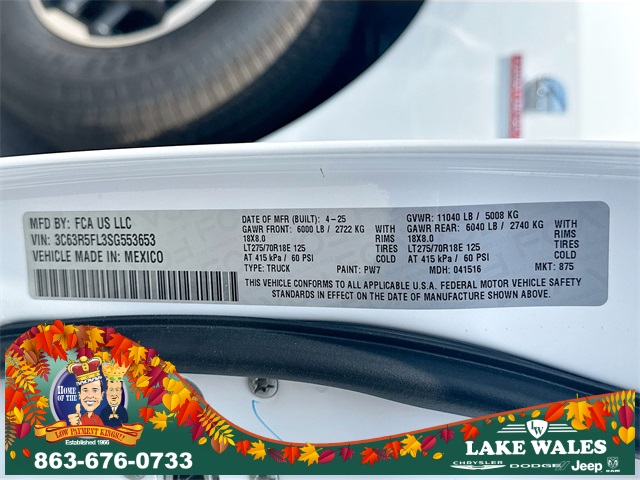 MFD BY: FCA US LLC
VIN: 3C63R5FL3SG553653
VEHICLE MADE IN: MEXICO
DATE OF MFR (BUILT): 4-25
GAWR FRONT: 6000 LB / 2722 KG
18X8.0 WITH RIMS
LT275/70R18E 125 TIRES
AT 415 kPa / 60 PSI COLD
TYPE: TRUCK PAINT: PW7
GVWR: 11040 LB / 5008 KG
GAWR REAR: 6040 LB / 2740 KG
18X8.0 WITH RIMS
LT275/70R18E 125 TIRES
AT 415 kPa / 60 PSI COLD
MDH: 041516 MKT: 875
THIS VEHICLE CONFORMS TO ALL APPLICABLE U.S.A. FEDERAL MOTOR VEHICLE SAFETY
STANDARDS IN EFFECT ON THE DATE OF MANUFACTURE SHOWN ABOVE.
HOME OF THE
LOW PAYMENT KINGS!
Established 1966
863-676-0733
LW
LAKE WALES
CHRYSLER DODGE Jeep RAM